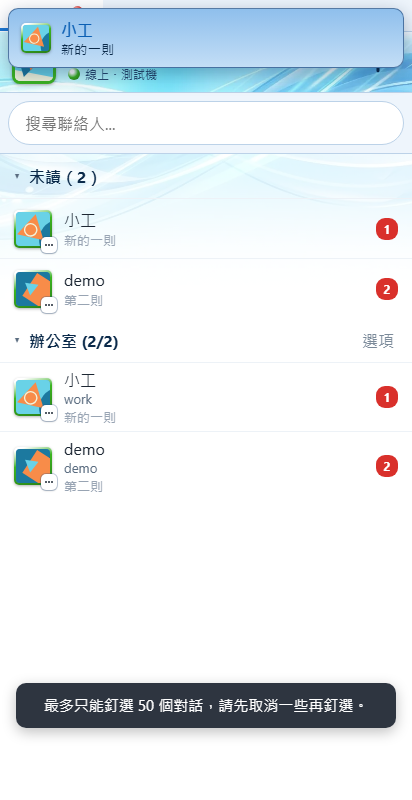 小工
新的一則
線上 - 測試機
搜尋聯絡人...
未讀 ( 2 )
小工
新的一則
1
demo
第二則
2
辦公室 (2/2)
選項
小工
work
新的一則
1
demo
demo
第二則
2
最多只能釘選 50 個對話，請先取消一些再釘選。